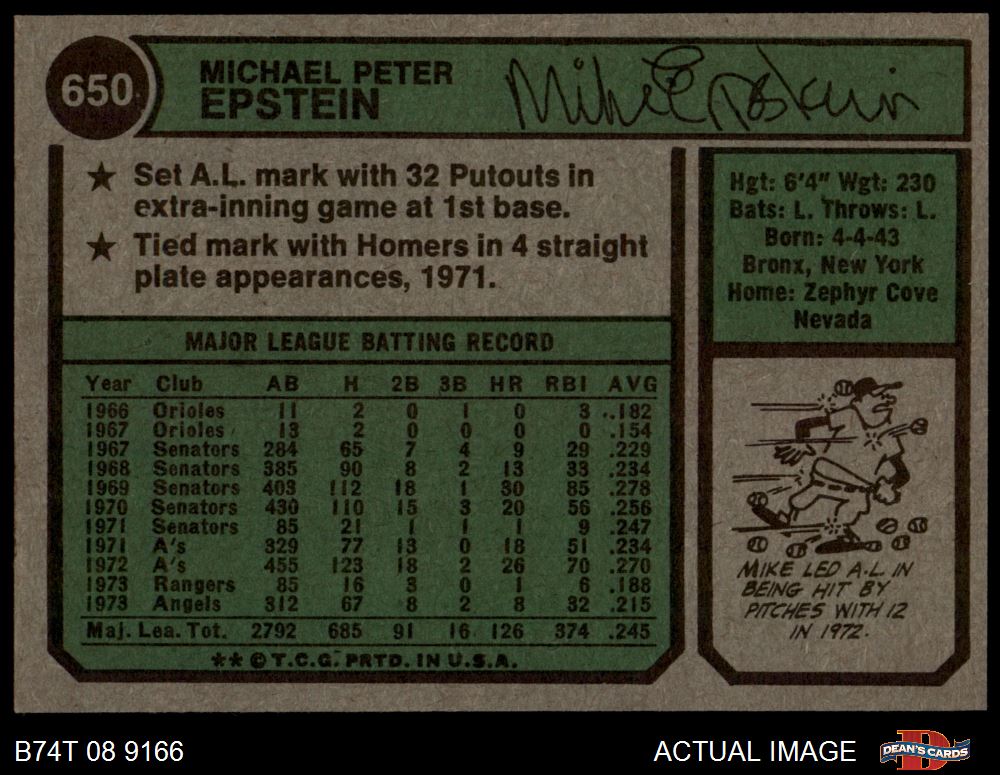 650
MICHAEL PETER
EPSTEIN
Mike Epstein
★ Set A.L. mark with 32 Putouts in
extra-inning game at 1st base.
★ Tied mark with Homers in 4 straight
plate appearances, 1971.
Hgt: 6'4" Wgt: 230
Bats: L. Throws: L.
Born: 4-4-43
Bronx, New York
Home: Zephyr Cove
Nevada
MAJOR LEAGUE BATTING RECORD
Year Club AB H 2B 3B HR RBI AVG
1966 Orioles 11 2 0 1 0 3 .182
1967 Orioles 13 2 0 0 0 0 .154
1967 Senators 284 65 7 4 9 29 .229
1968 Senators 385 90 8 2 13 33 .234
1969 Senators 403 112 18 1 30 85 .278
1970 Senators 430 110 15 3 20 56 .256
1971 Senators 85 21 1 1 1 9 .247
1971 A's 329 77 13 0 18 51 .234
1972 A's 455 123 18 2 26 70 .270
1973 Rangers 85 16 3 0 1 6 .188
1973 Angels 312 67 8 2 8 32 .215
Maj. Lea. Tot. 2792 685 91 16 126 374 .245
** © T.C.G. PRTD. IN U.S.A.
MIKE LED A.L. IN
BEING HIT BY
PITCHES WITH 12
IN 1972.
B74T 08 9166
ACTUAL IMAGE
DEAN'S CARDS